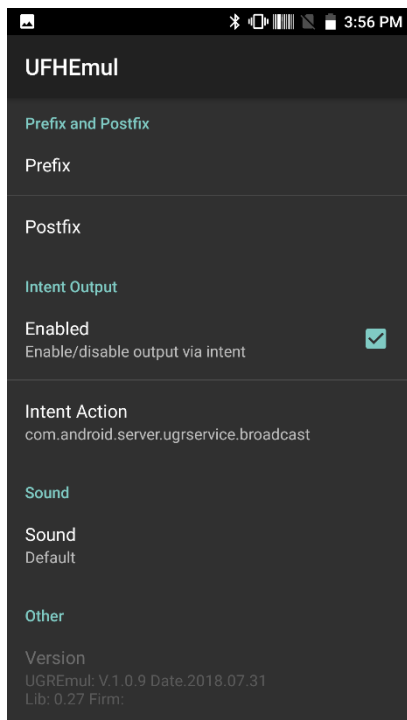 3:56 PM
UFHEmul
Prefix and Postfix
Prefix
Postfix
Intent Output
Enabled
Enable/disable output via intent
Intent Action
com.android.server.ugrservice.broadcast
Sound
Sound
Default
Other
Version
UGREmul: V.1.0.9 Date.2018.07.31
Lib: 0.27 Firm: